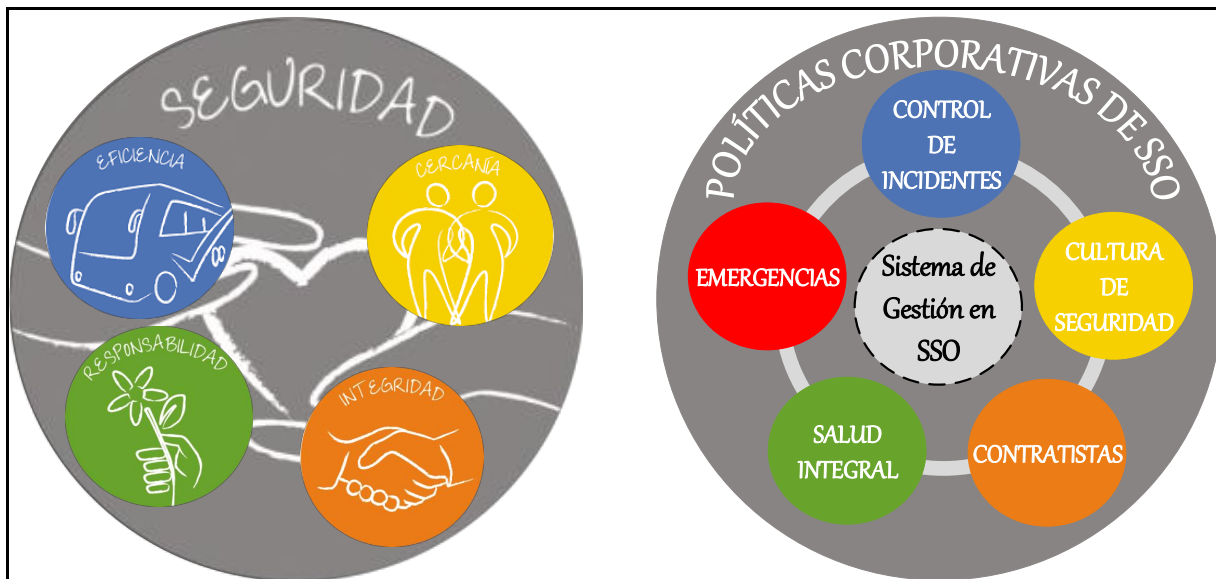 SEGURIDAD
EFICIENCIA
CERCANÍA
RESPONSABILIDAD
INTEGRIDAD
POLÍTICAS CORPORATIVAS DE SSO
CONTROL
DE
INCIDENTES
EMERGENCIAS
CULTURA
DE
SEGURIDAD
Sistema de
Gestión en
SSO
SALUD
INTEGRAL
CONTRATISTAS